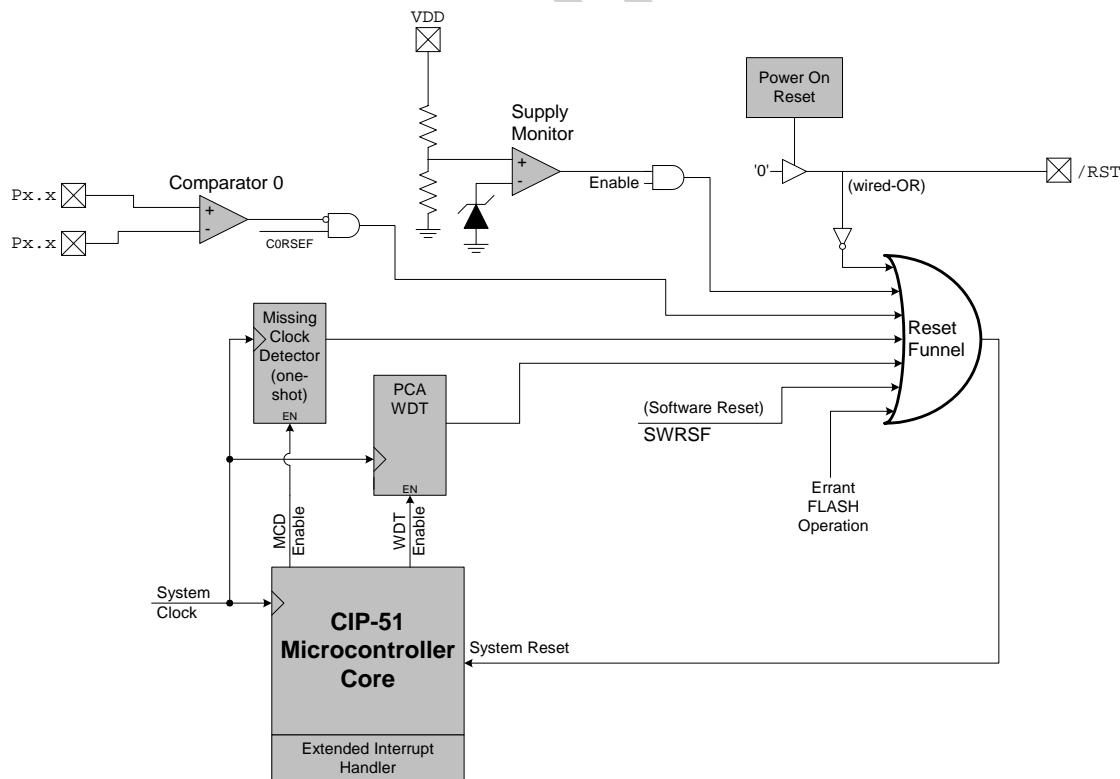 VDD
Power On
Reset
Supply
Monitor
+
-
Enable
'0'
(wired-OR)
/RST
Px.x
Px.x
Comparator 0
+
-
C0RSEF
Missing
Clock
Detector
(one-
shot)
EN
PCA
WDT
EN
(Software Reset)
SWRSF
Reset
Funnel
Errant
FLASH
Operation
MCD
Enable
WDT
Enable
System
Clock
CIP-51
Microcontroller
Core
System Reset
Extended Interrupt
Handler